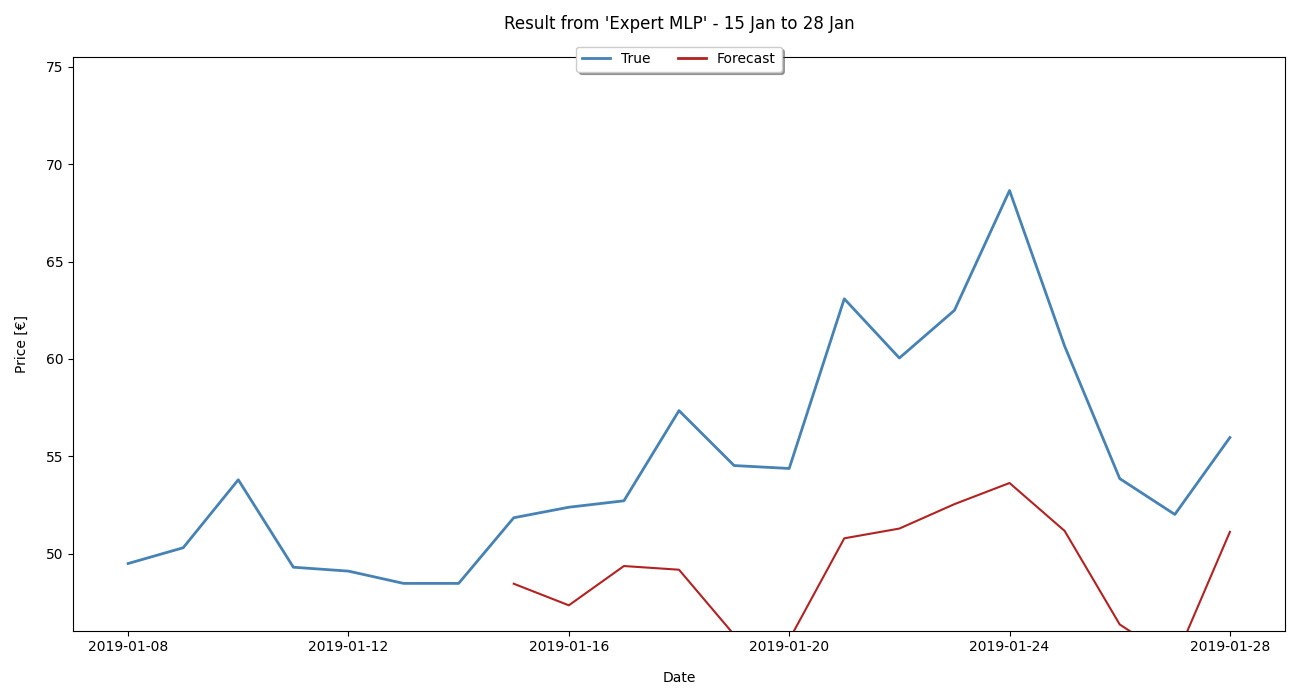 Result from 'Expert MLP' - 15 Jan to 28 Jan
True Forecast
75
70
65
60
55
50
Price [€]
2019-01-08 2019-01-12 2019-01-16 2019-01-20 2019-01-24 2019-01-28
Date